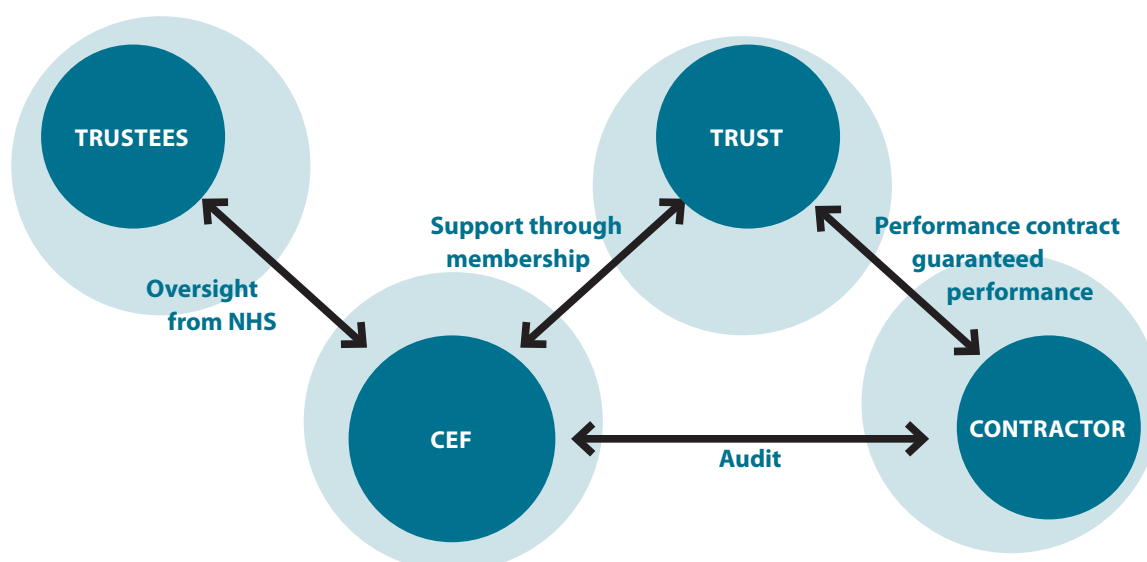 TRUSTEES
TRUST
Support through
membership
Performance contract
guaranteed
performance
Oversight
from NHS
CEF
CONTRACTOR
Audit